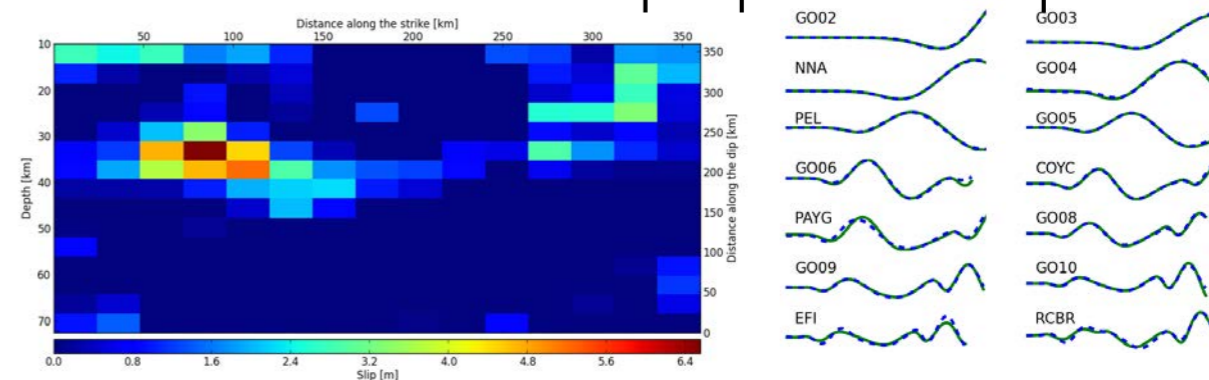 Distance along the strike [km]
50 100 150 200 250 300 350
10
20
30
40
50
60
70
Depth [km]
350
300
250
200
150
100
50
0
Distance along the dip [km]
0.0 0.8 1.6 2.4 3.2 4.0 4.8 5.6 6.4
Slip [m]
GO02 GO03
NNA GO04
PEL GO05
GO06 COYC
PAYG GO08
GO09 GO10
EFI RCBR